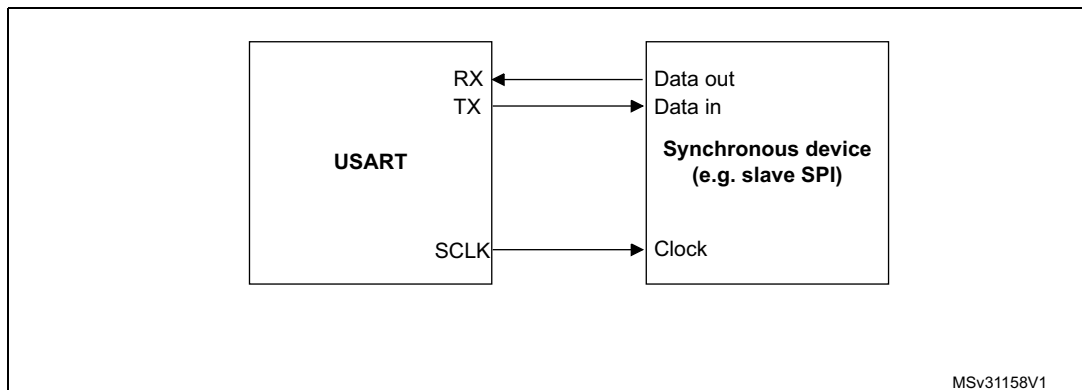 RX
TX
USART
SCLK
Data out
Data in
Synchronous device
(e.g. slave SPI)
Clock
MSv31158V1